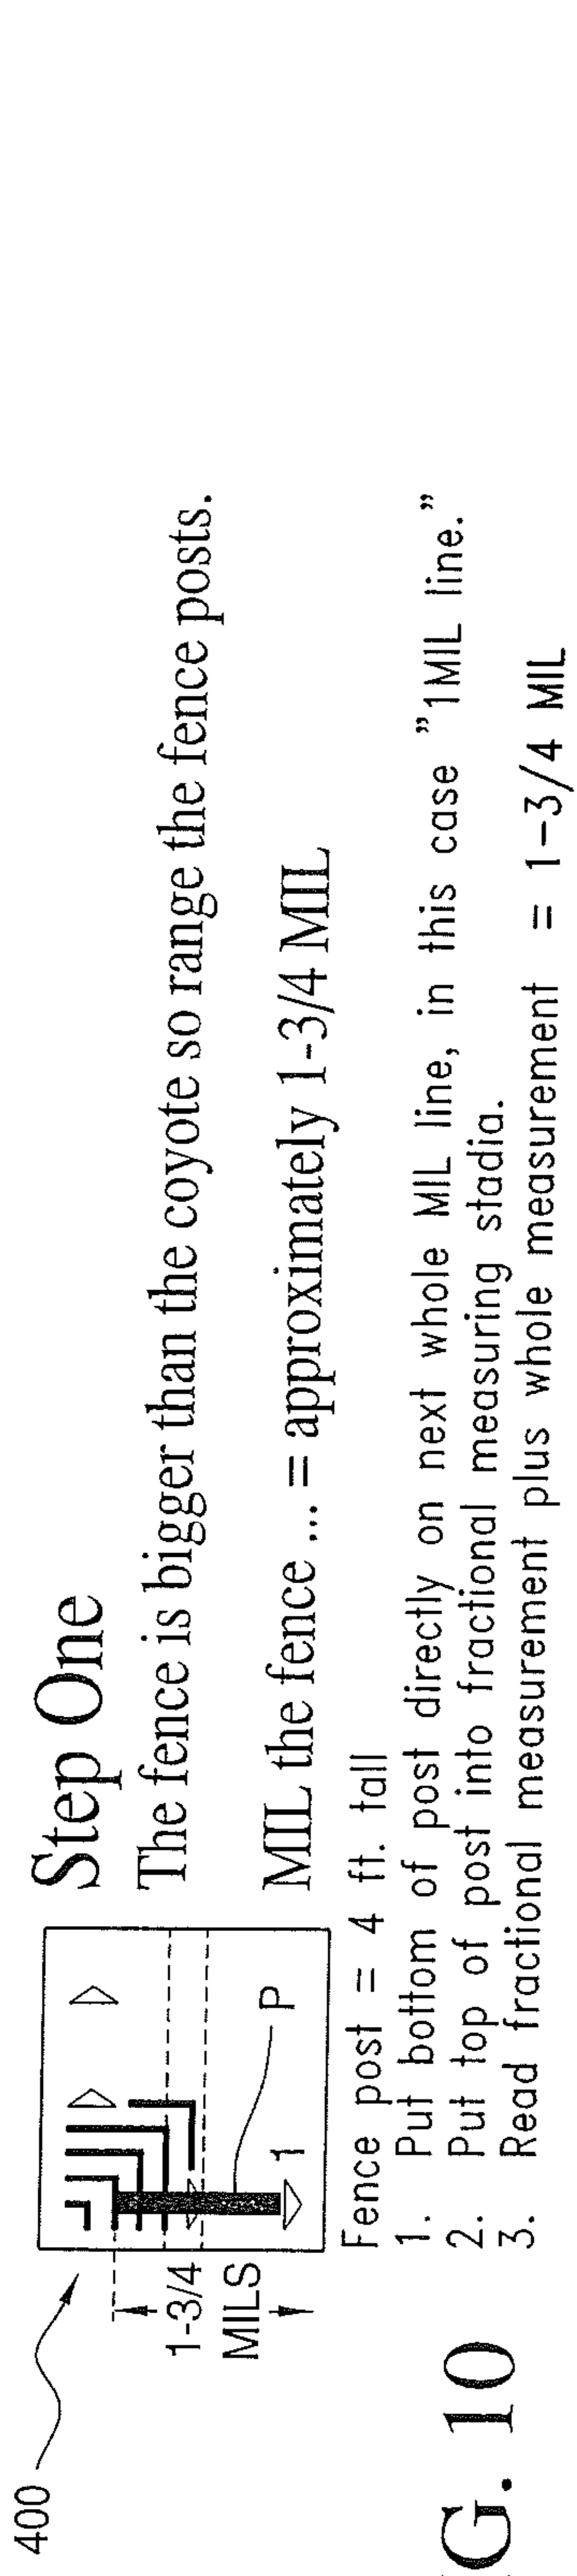 400
1-3/4
MILS
1
P
Step One
The fence is bigger than the coyote so range the fence posts.
MIL the fence ... = approximately 1-3/4 MIL
Fence post = 4 ft. tall
1. Put bottom of post directly on next whole MIL line, in this case "1MIL line."
2. Put top of post into fractional measuring stadia.
3. Read fractional measurement plus whole measurement = 1-3/4 MIL
G. 10